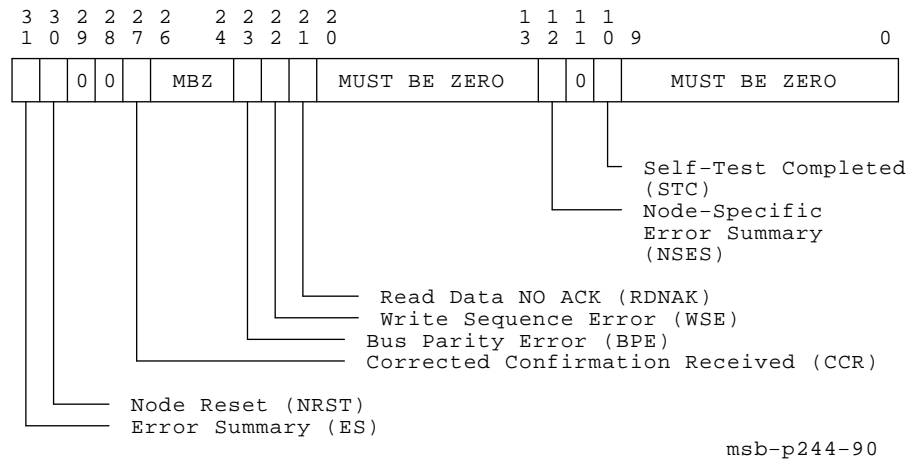 3 3 2 2 2 2 2 2 2 2 2 1 1 1 1
1 0 9 8 7 6 4 3 2 1 0 3 2 1 0 9 0
0 0 MBZ MUST BE ZERO 0 MUST BE ZERO
Self-Test Completed
(STC)
Node-Specific
Error Summary
(NSES)
Read Data NO ACK (RDNAK)
Write Sequence Error (WSE)
Bus Parity Error (BPE)
Corrected Confirmation Received (CCR)
Node Reset (NRST)
Error Summary (ES)
msb-p244-90